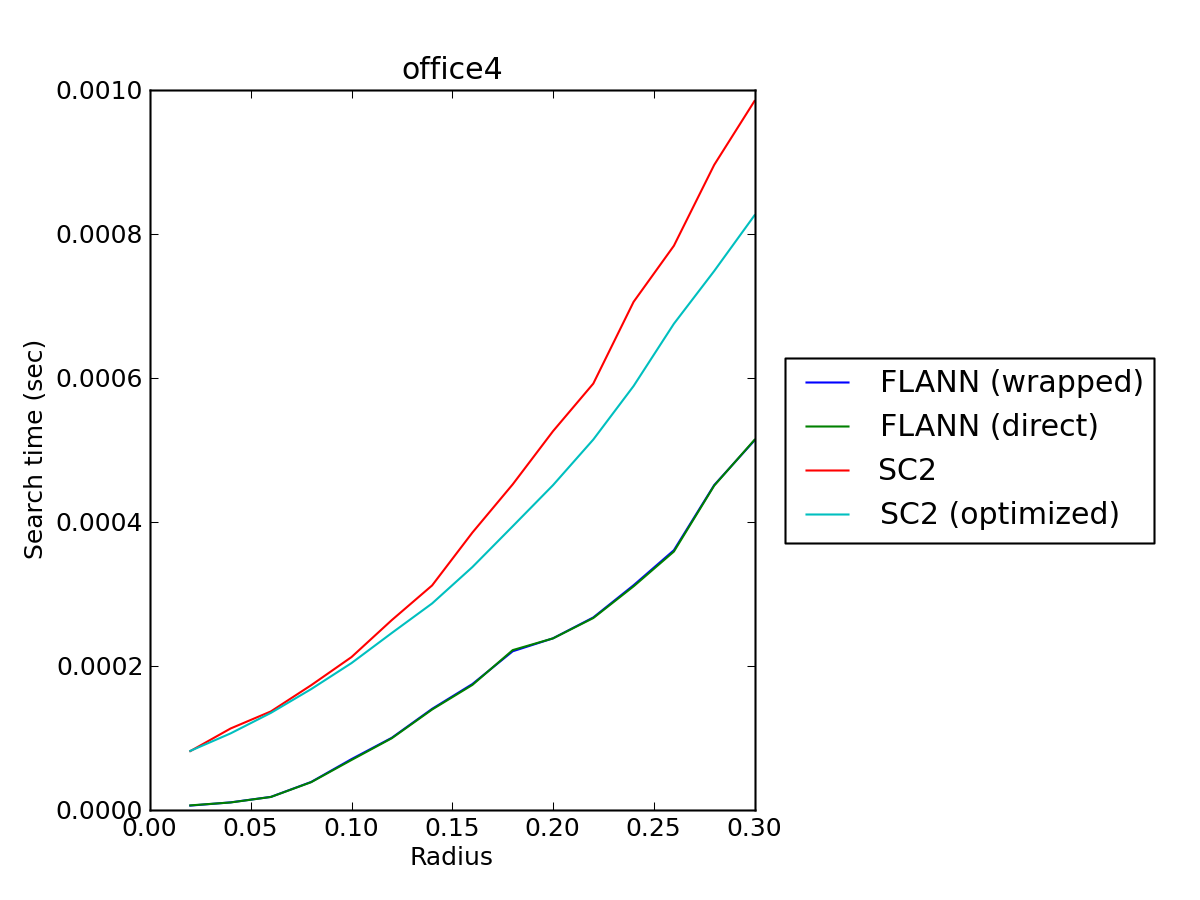 office4
0.0010
0.0008
0.0006
0.0004
0.0002
0.0000
Search time (sec)
0.00 0.05 0.10 0.15 0.20 0.25 0.30
Radius
FLANN (wrapped)
FLANN (direct)
SC2
SC2 (optimized)